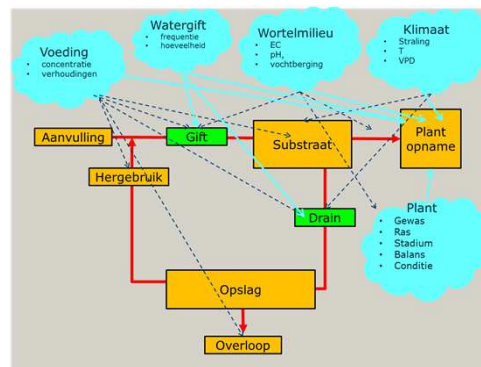 Voeding
• concentratie
• verhoudingen
Watergift
• frequentie
• hoeveelheid
Wortelmilieu
• EC
• pH,
• vochtberging
Klimaat
• Straling
• T
• VPD
Aanvulling
Gift
Substraat
Plant
opname
Hergebruik
Drain
Plant
• Gewas
• Ras
• Stadium
• Balans
• Conditie
Opslag
Overloop